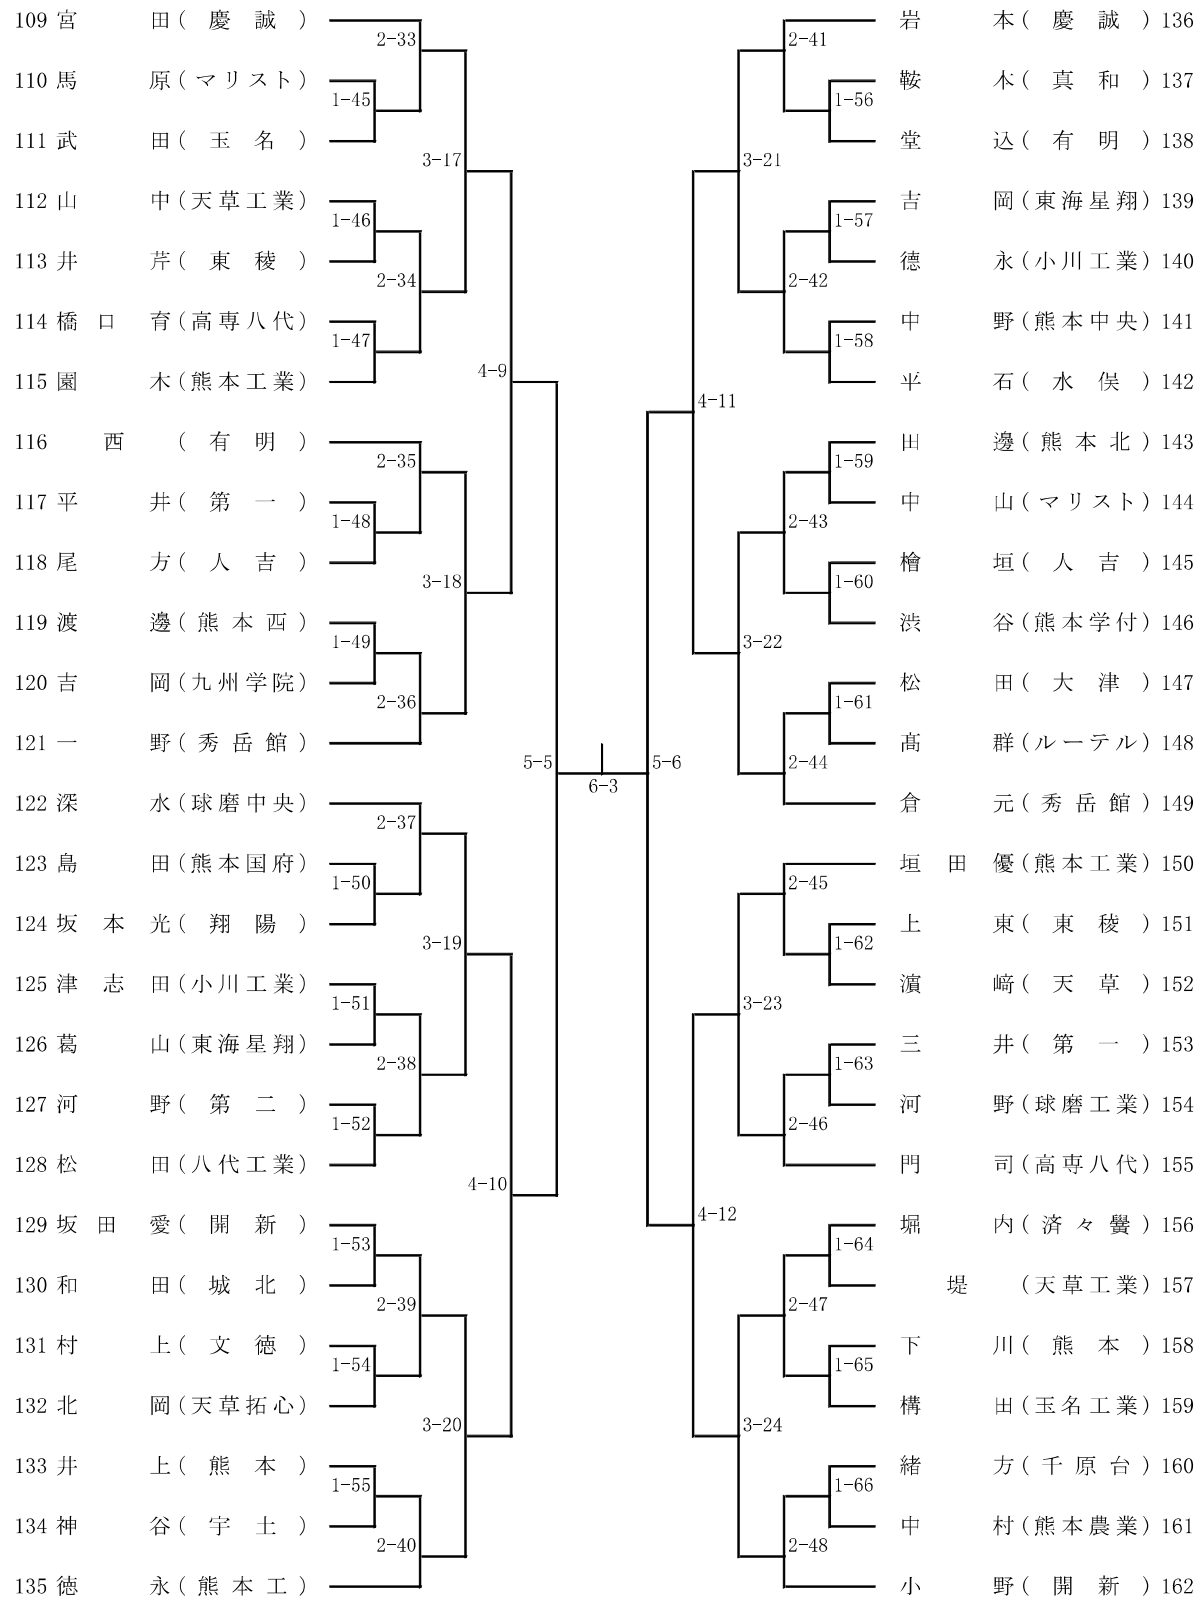 109 宮田(慶誠)
2-33
110 馬原(マリスト)
1-45
111 武田(玉名)
3-17
112 山中(天草工業)
1-46
113 井芹(東稜)
2-34
114 橋口育(高専八代)
1-47
115 園木(熊本工業)
4-9
116 西(有明)
2-35
117 平井(第一)
1-48
118 尾方(人吉)
3-18
119 渡邊(熊本西)
1-49
120 吉岡(九州学院)
2-36
121 一野(秀岳館)
5-5
122 深水(球磨中央)
2-37
123 島田(熊本国府)
1-50
124 坂本光(翔陽)
3-19
125 津志田(小川工業)
1-51
126 葛山(東海星翔)
2-38
127 河野(第二)
1-52
128 松田(八代工業)
4-10
129 坂田愛(開新)
1-53
130 和田(城北)
2-39
131 村上(文徳)
1-54
132 北岡(天草拓心)
3-20
133 井上(熊本)
1-55
134 神谷(宇土)
2-40
135 徳永(熊本工)
6-3
岩本(慶誠)136
2-41
鞍木(真和)137
1-56
堂込(有明)138
3-21
吉岡(東海星翔)139
1-57
德永(小川工業)140
2-42
中野(熊本中央)141
1-58
平石(水俣)142
4-11
田邊(熊本北)143
1-59
中山(マリスト)144
2-43
檜垣(人吉)145
1-60
渋谷(熊本学付)146
3-22
松田(大津)147
1-61
髙群(ルーテル)148
2-44
倉元(秀岳館)149
5-6
垣田優(熊本工業)150
2-45
上東(東稜)151
1-62
濵﨑(天草)152
3-23
三井(第一)153
1-63
河野(球磨工業)154
2-46
門司(高専八代)155
4-12
堀内(済々黌)156
1-64
堤(天草工業)157
2-47
下川(熊本)158
1-65
構田(玉名工業)159
3-24
緒方(千原台)160
1-66
中村(熊本農業)161
2-48
小野(開新)162